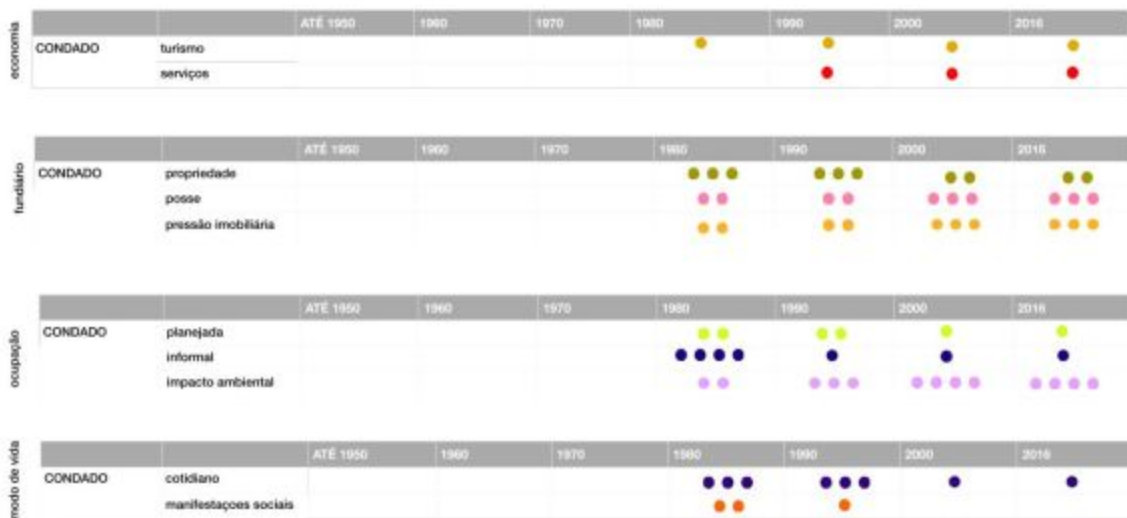 economia
ATÉ 1950 1960 1970 1980 1990 2000 2016
CONDADO turismo
serviços
fundiário
ATÉ 1950 1960 1970 1980 1990 2000 2016
CONDADO propriedade
posse
pressão imobiliária
ocupação
ATÉ 1950 1960 1970 1980 1990 2000 2016
CONDADO planejada
informal
impacto ambiental
modo de vida
ATÉ 1950 1960 1970 1980 1990 2000 2016
CONDADO cotidiano
manifestaçoes sociais